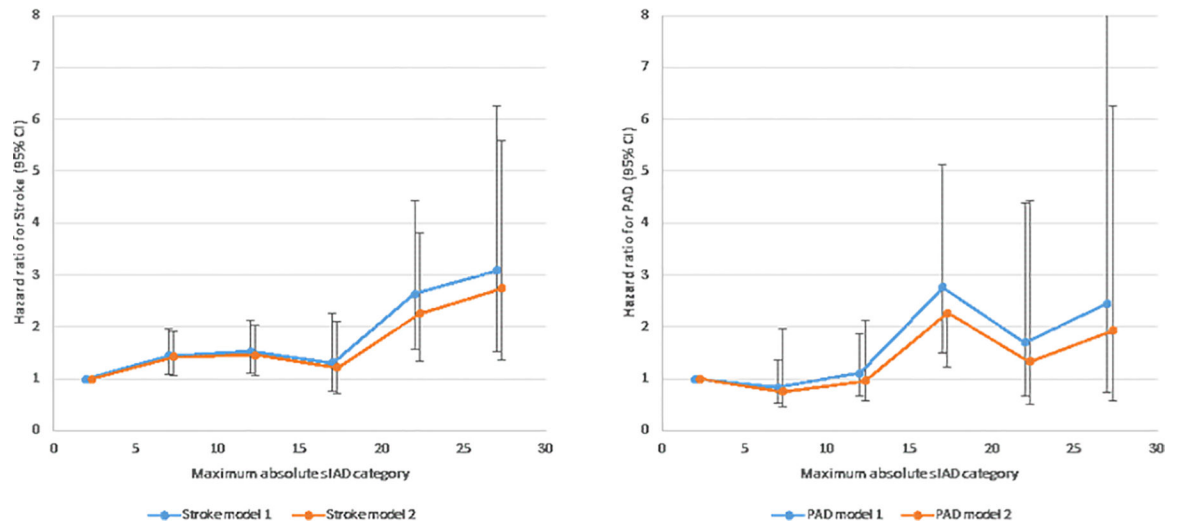 8
7
6
5
4
3
2
1
0
Hazard ratio for Stroke (95% CI)
0 5 10 15 20 25 30
Maximum absolute sIAD category
Stroke model 1 Stroke model 2
8
7
6
5
4
3
2
1
0
Hazard ratio for PAD (95% CI)
0 5 10 15 20 25 30
Maximum absolute sIAD category
PAD model 1 PAD model 2